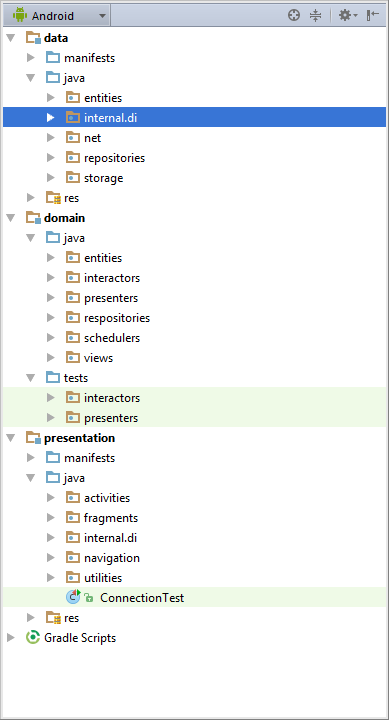 Android
data
manifests
java
entities
internal.di
net
repositories
storage
res
domain
java
entities
interactors
presenters
respositories
schedulers
views
tests
interactors
presenters
presentation
manifests
java
activities
fragments
internal.di
navigation
utilities
ConnectionTest
res
Gradle Scripts